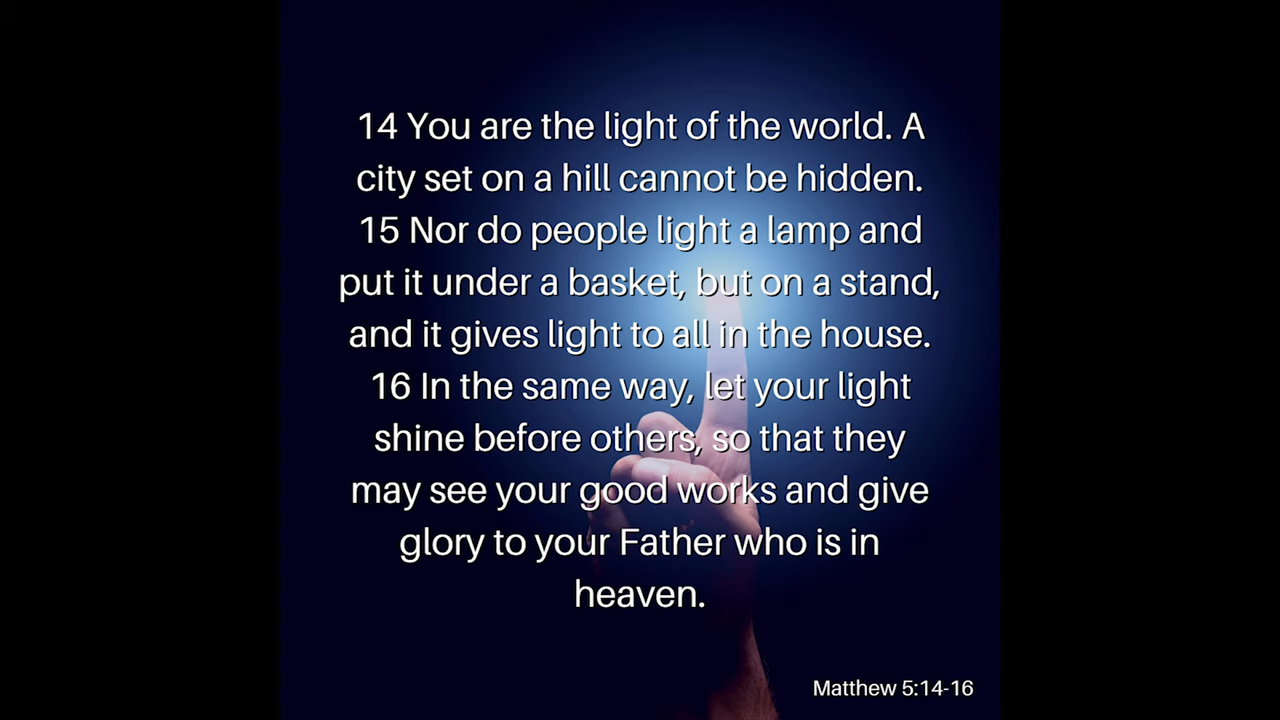 14 You are the light of the world. A
city set on a hill cannot be hidden.
15 Nor do people light a lamp and
put it under a basket, but on a stand,
and it gives light to all in the house.
16 In the same way, let your light
shine before others, so that they
may see your good works and give
glory to your Father who is in
heaven.
Matthew 5:14-16